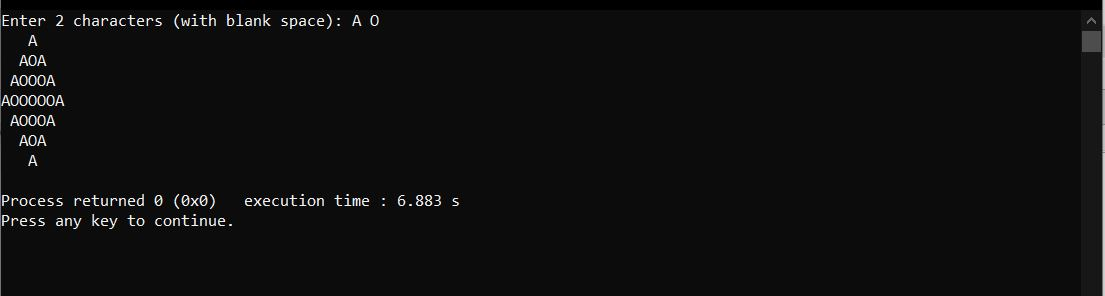 Enter 2 characters (with blank space): A O
   A
  AOA
 AOOOA
AOOOOOA
 AOOOA
  AOA
   A
Process returned 0 (0x0)   execution time : 6.883 s
Press any key to continue.